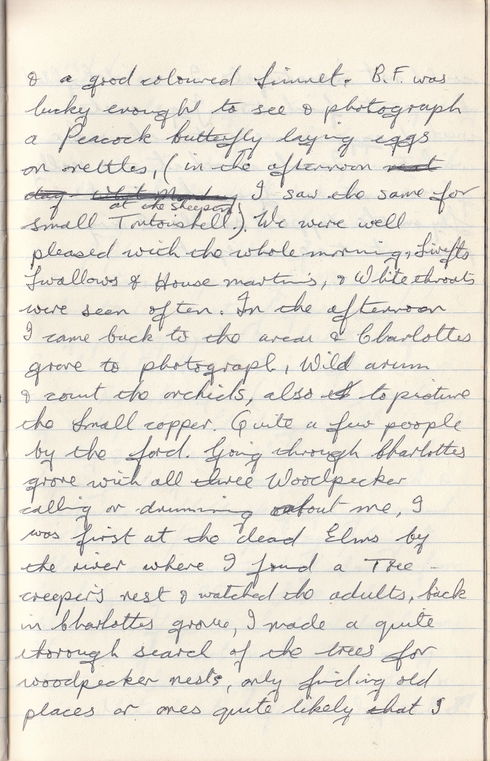 & a good coloured Linnet. B.F. was
lucky enought to see & photograph
a Peacock butterfly laying eggs
on nettles, (in the afternoon next
day Whit Monday I saw the same for
at the sheepdip
small Tortoishell.). We were well
pleased with the whole morning, Swifts
Swallows & House martins, & Whitethroats
were seen often. In the afternoon
I came back to the area & Charlottes
grove to photograph, Wild arum
& count the orchids, also to picture
the Small copper. Quite a few people
by the ford. Going through Charlottes
grove with all three Woodpecker
calling or drumming about me, I
was first at the dead Elms by
the river where I found a Tree
creeper's nest & watched the adults, back
in Charlottes grove, I made a quite
thorough search of the trees for
woodpecker nests, only finding old
places or ones quite likely that I